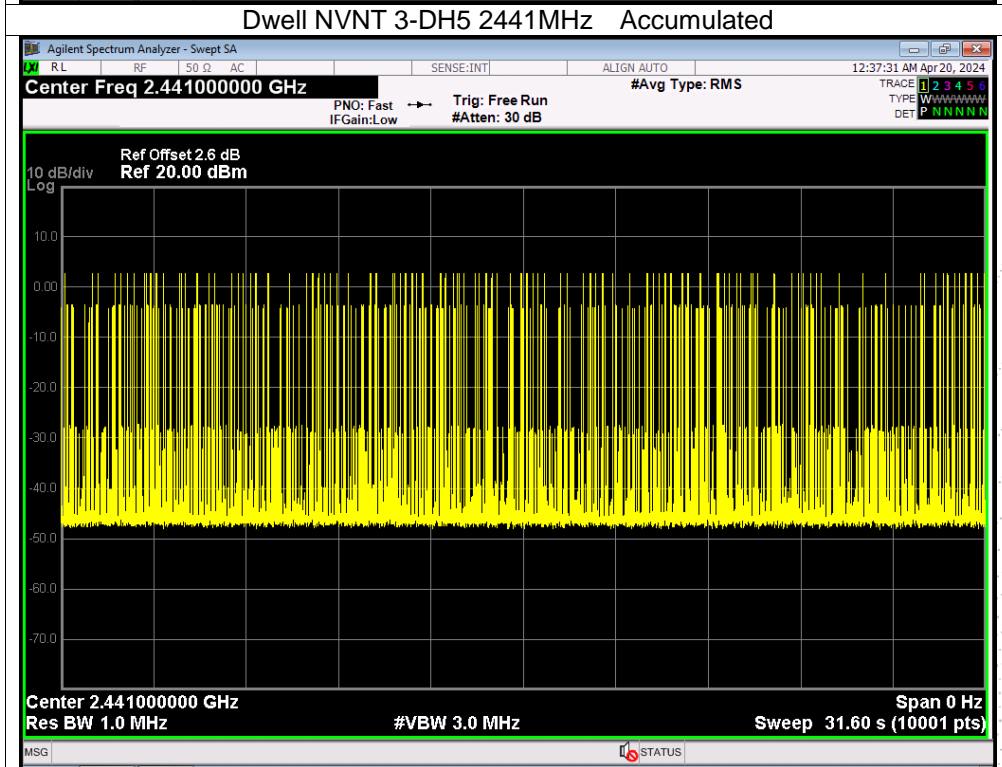 Dwell NVNT 3-DH5 2441MHz Accumulated
Agilent Spectrum Analyzer - Swept SA
LXI RL RF 50 Ω AC SENSE:INT ALIGN AUTO 12:37:31 AM Apr 20, 2024
Center Freq 2.441000000 GHz #Avg Type: RMS TRACE 1 2 3 4 5 6
PNO: Fast Trig: Free Run TYPE WWWWWW
IFGain:Low #Atten: 30 dB DET P N N N N N
Ref Offset 2.6 dB
10 dB/div Ref 20.00 dBm
Log
10.0
0.00
-10.0
-20.0
-30.0
-40.0
-50.0
-60.0
-70.0
Center 2.441000000 GHz Span 0 Hz
Res BW 1.0 MHz #VBW 3.0 MHz Sweep 31.60 s (10001 pts)
MSG STATUS